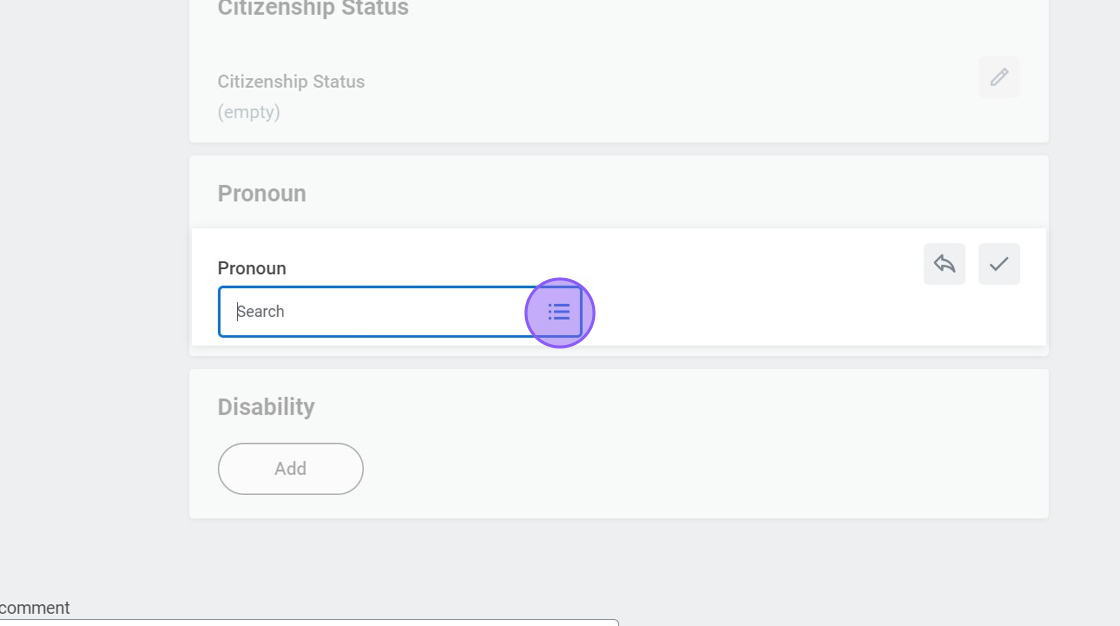 Citizenship Status
Citizenship Status
(empty)
Pronoun
Pronoun
Search
Disability
Add
comment